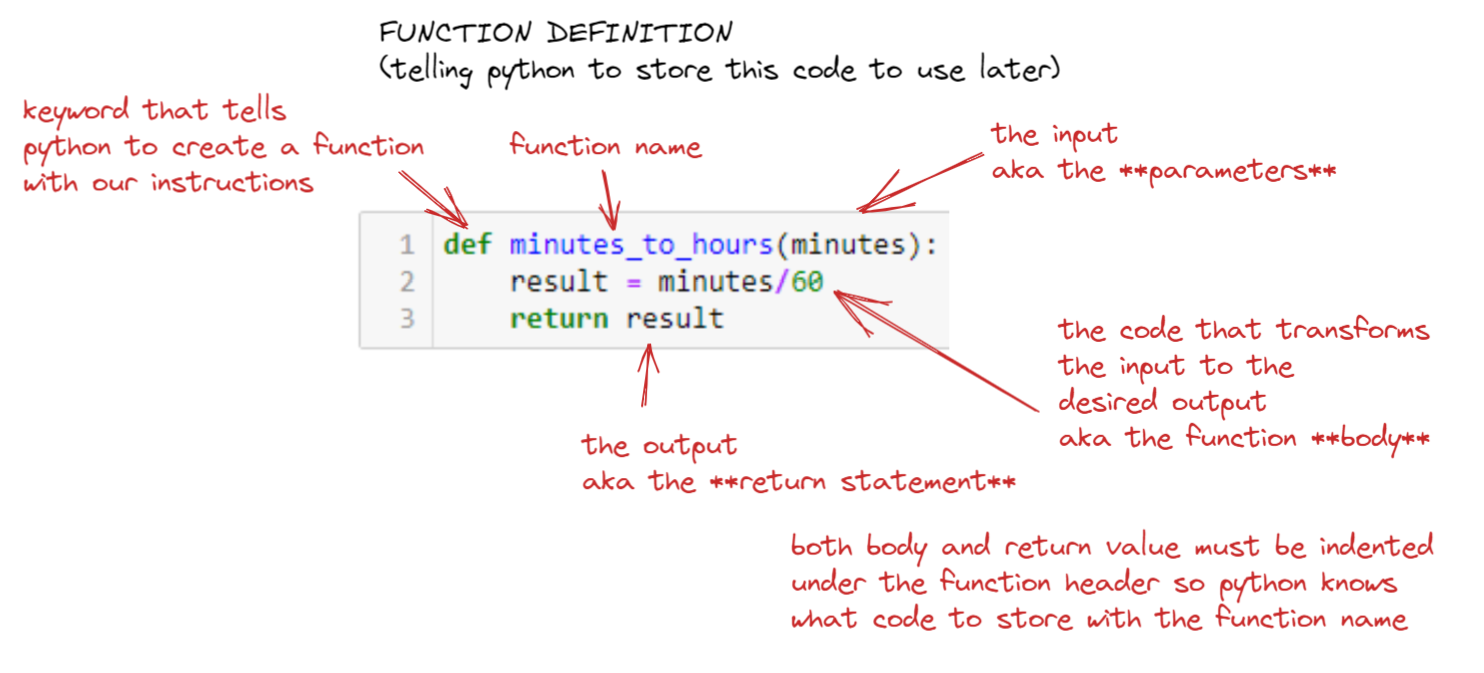 FUNCTION DEFINITION
(telling python to store this code to use later)
keyword that tells
python to create a function
with our instructions
function name
the input
aka the **parameters**
1 def minutes_to_hours(minutes):
2     result = minutes/60
3     return result
the code that transforms
the input to the
desired output
aka the function **body**
the output
aka the **return statement**
both body and return value must be indented
under the function header so python knows
what code to store with the function name